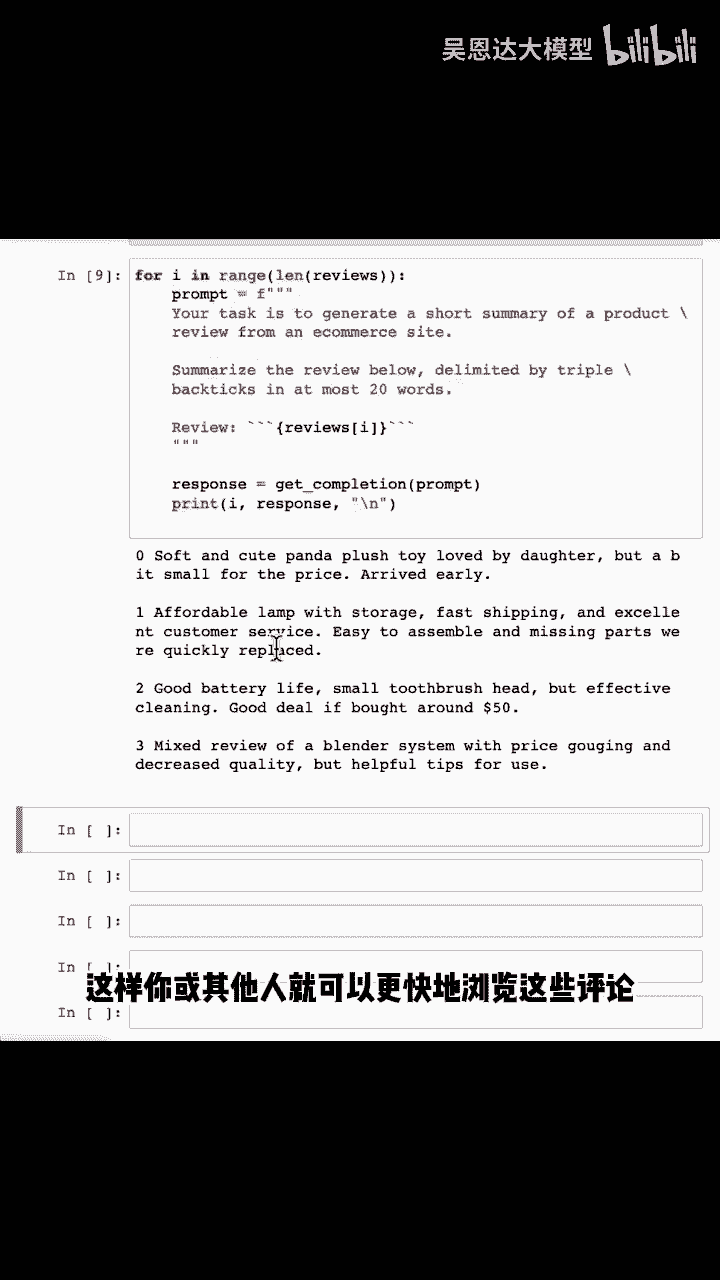 吴恩达大模型 bilibili
In [9]: for i in range(len(reviews)):
    prompt = f"""
    Your task is to generate a short summary of a product \
    review from an ecommerce site.

    Summarize the review below, delimited by triple \
    backticks in at most 20 words.

    Review: ```{reviews[i]}```
    """

    response = get_completion(prompt)
    print(i, response, "\n")

0 Soft and cute panda plush toy loved by daughter, but a b
it small for the price. Arrived early.

1 Affordable lamp with storage, fast shipping, and excelle
nt customer service. Easy to assemble and missing parts we
re quickly replaced.

2 Good battery life, small toothbrush head, but effective
cleaning. Good deal if bought around $50.

3 Mixed review of a blender system with price gouging and
decreased quality, but helpful tips for use.

In [ ]:
In [ ]:
In [ ]:
In [ ]:
这样你或其他人就可以更快地浏览这些评论
In [ ]: